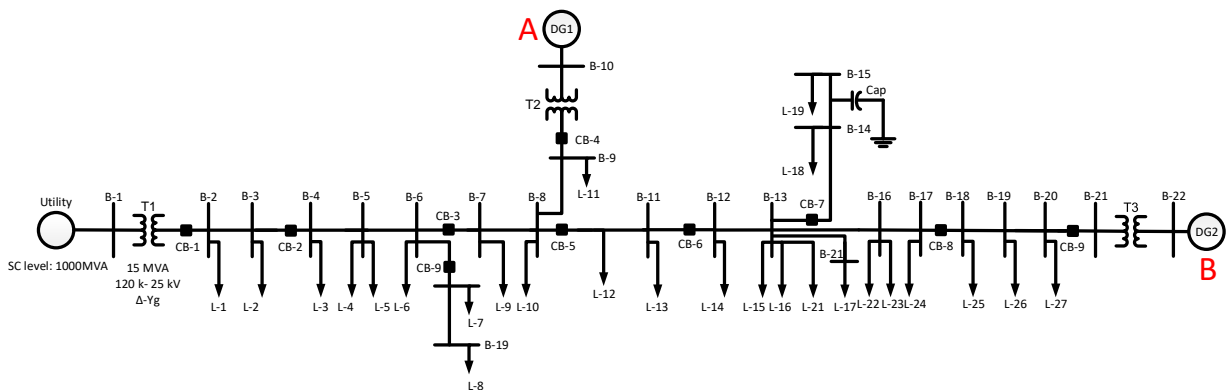 A
DG1
B-10
T2
CB-4
B-9
L-11
B-15
Cap
L-19
B-14
L-18
Utility
B-1
T1
B-2
B-3
B-4
B-5
B-6
CB-3
B-7
B-8
B-11
B-12
B-13
CB-7
B-16
B-17
B-18
B-19
B-20
B-21
T3
B-22
DG2
B
SC level: 1000MVA
CB-1
CB-2
CB-5
CB-6
CB-8
CB-9
15 MVA
120 k- 25 kV
Δ-Yg
CB-9
B-21
L-1
L-2
L-3
L-4
L-5
L-6
L-7
L-9
L-10
L-12
L-13
L-14
L-15
L-16
L-21
L-17
L-22
L-23
L-24
L-25
L-26
L-27
B-19
L-8